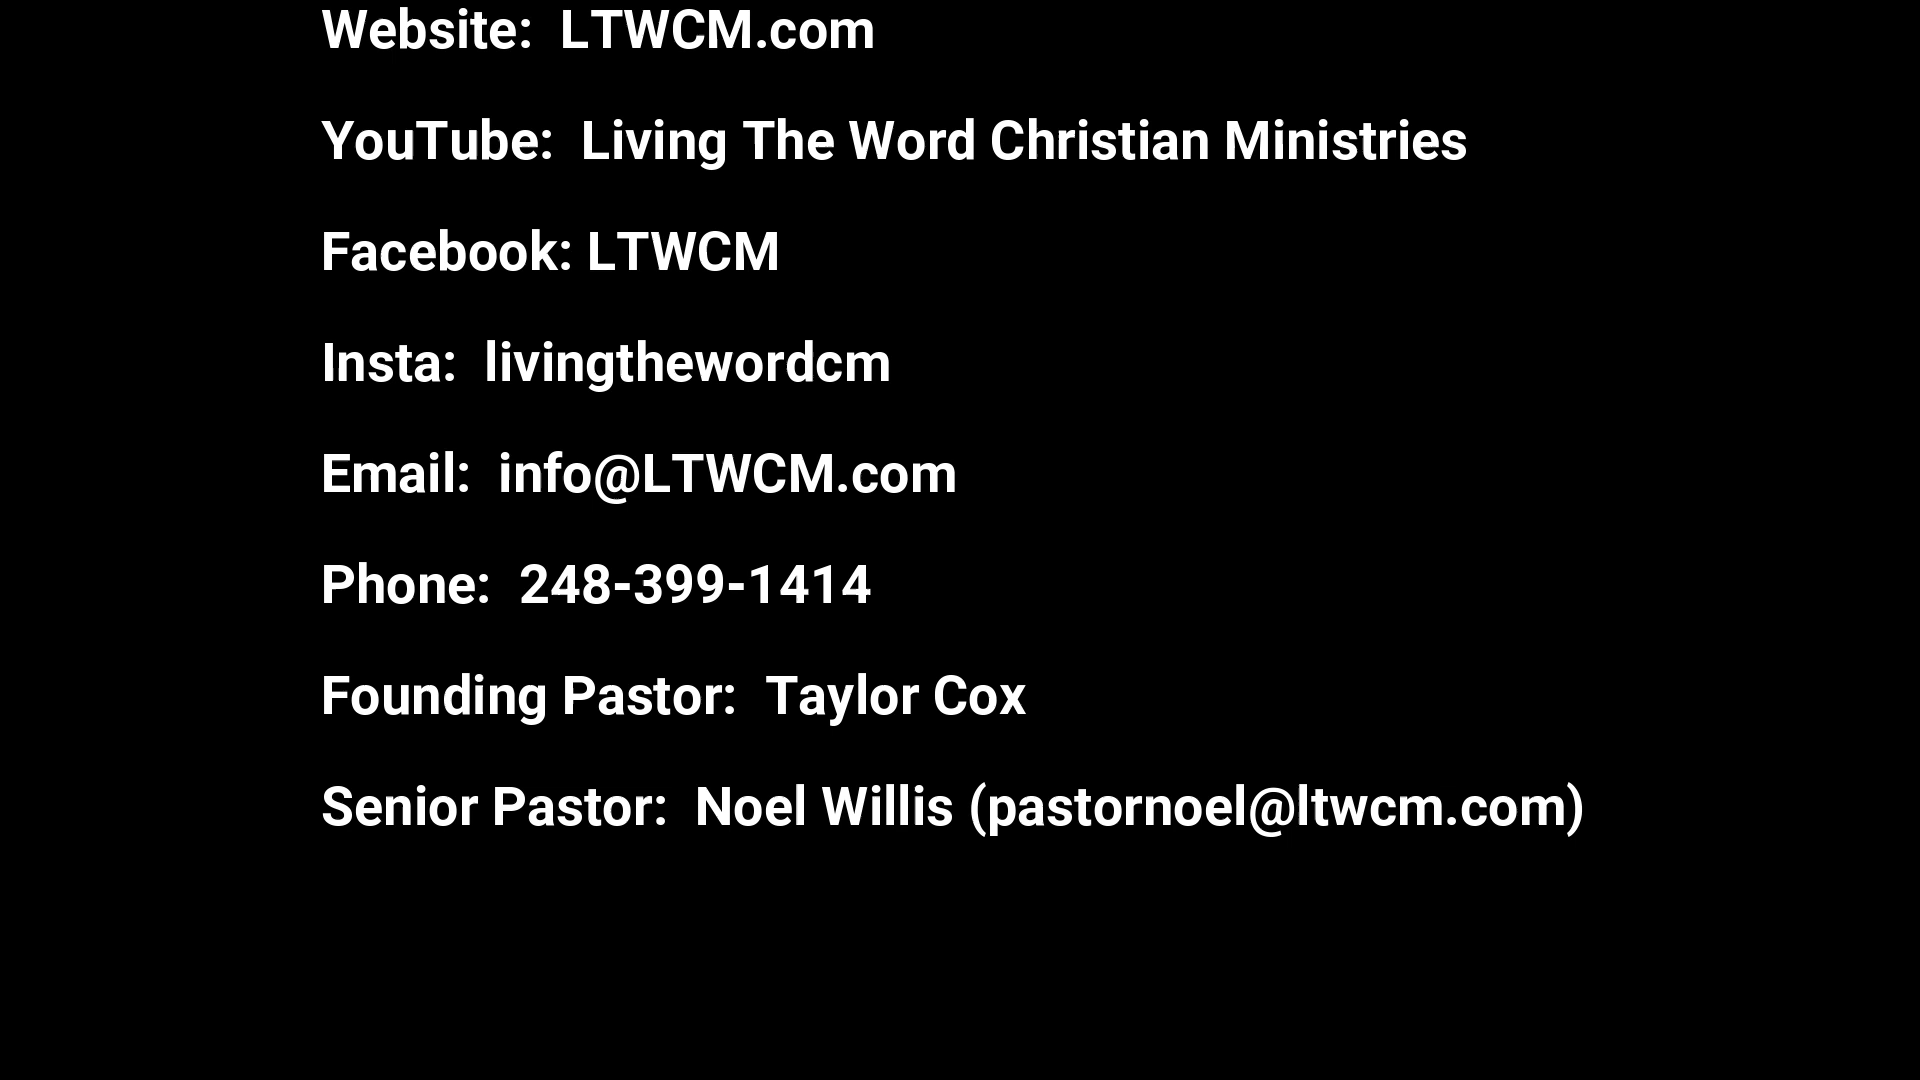 Website:  LTWCM.com
YouTube:  Living The Word Christian Ministries
Facebook: LTWCM
Insta:  livingthewordcm
Email:  info@LTWCM.com
Phone:  248-399-1414
Founding Pastor:  Taylor Cox
Senior Pastor:  Noel Willis (pastornoel@ltwcm.com)